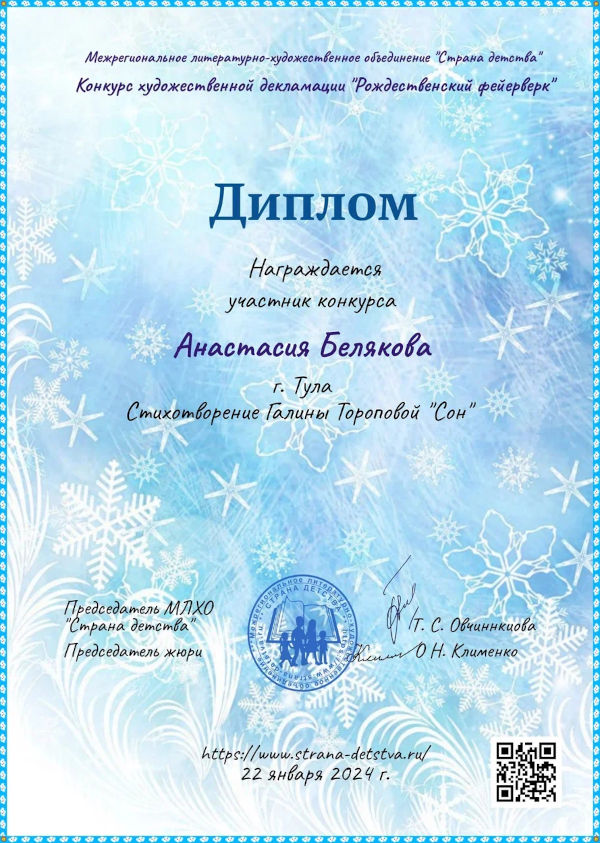 Межрегиональное литературно-художественное объединение "Страна детства"
Конкурс художественной декламации "Рождественский фейерверк"
Диплом
Награждается
участник конкурса
Анастасия Белякова
г. Тула
Стихотворение Галины Тороповой "Сон"
Председатель МЛХО
"Страна детства"
Т. С. Овчиннкиова
Председатель жюри
О Н. Клименко
СТРАНА ДЕТСТВА
https://www.strana-detstva.ru/
22 января 2024 г.